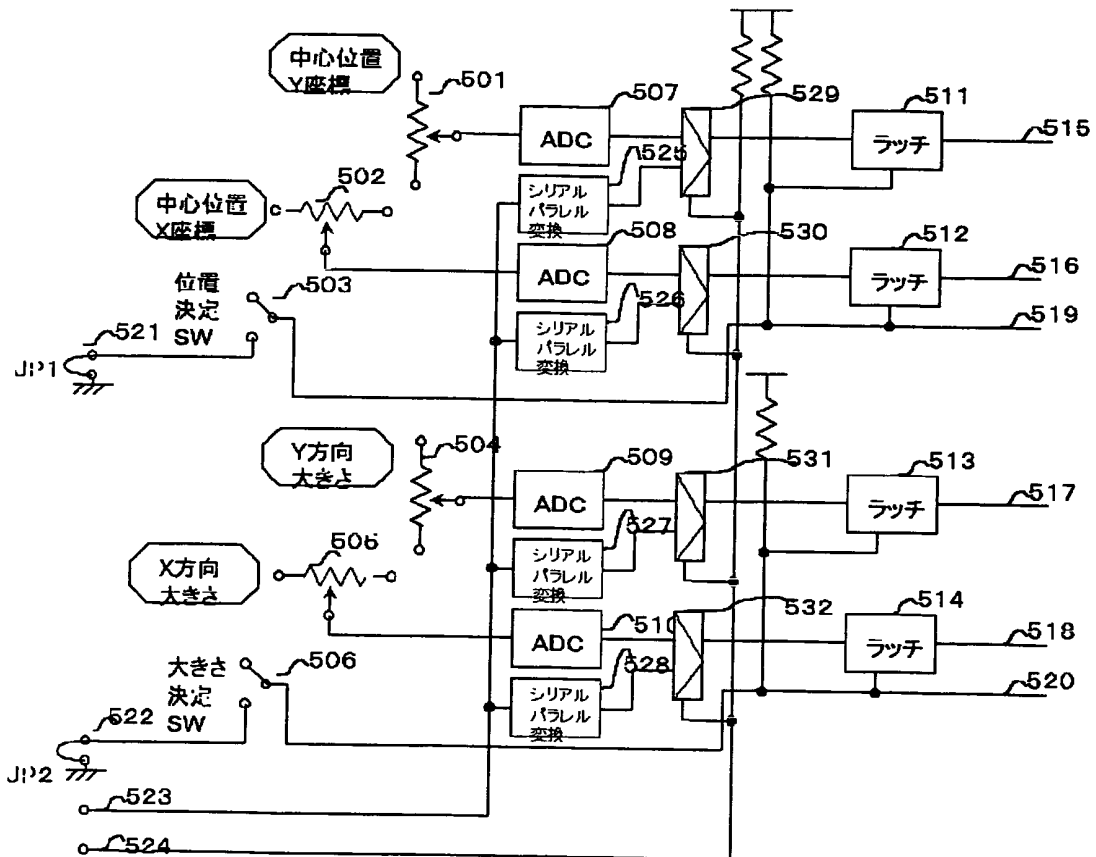 中心位置
Y座標
501
507
ADC
529
511
ラッチ
515
525
シリアル
パラレル
変換
中心位置
X座標
502
508
ADC
530
512
ラッチ
516
526
シリアル
パラレル
変換
519
位置
決定
SW
503
521
JP1
Y方向
大きさ
504
509
ADC
531
513
ラッチ
517
527
シリアル
パラレル
変換
X方向
大きさ
506
510
ADC
532
514
ラッチ
518
528
シリアル
パラレル
変換
520
大きさ
決定
SW
506
522
JP2
523
524